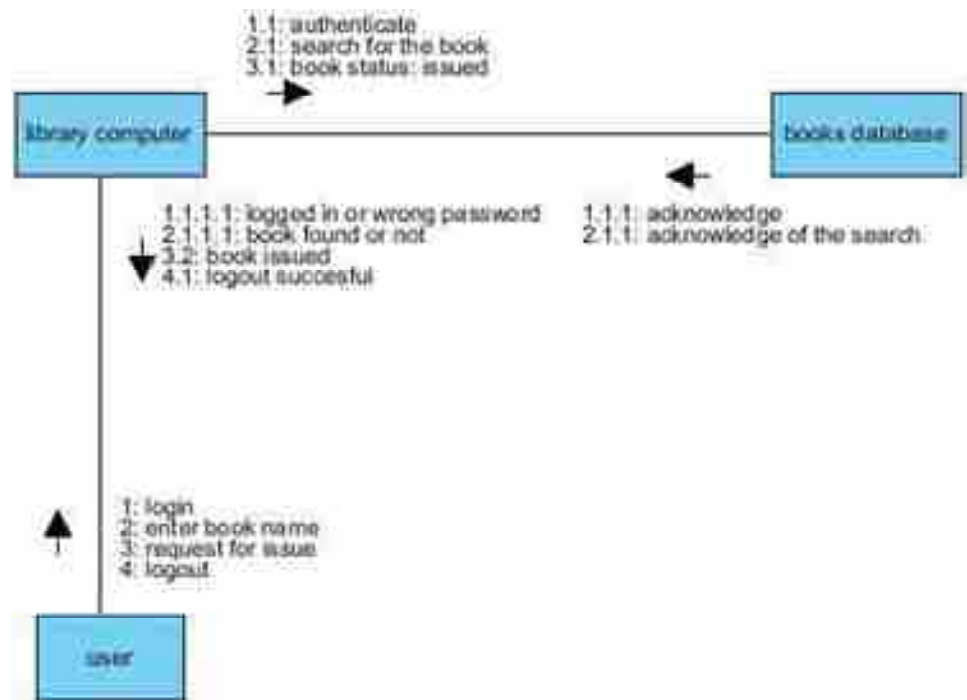 1.1: authenticate
2.1: search for the book
3.1: book status: issued
library computer
books database
1.1.1.1: logged in or wrong password
2.1.1.1: book found or not
3.2: book issued
4.1: logout succesful
1.1.1: acknowledge
2.1.1: acknowledge of the search
1: login
2: enter book name
3: request for issue
4: logout
user